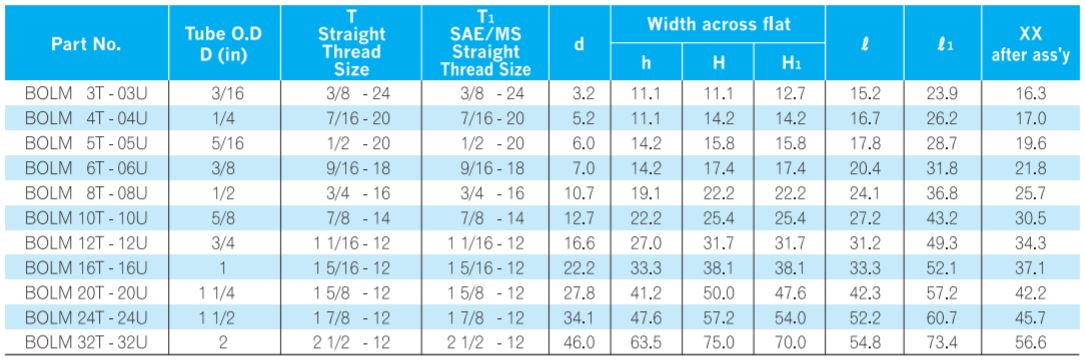 Part No. Tube O.D D (in) T Straight Thread Size T1 SAE/MS Straight Thread Size d Width across flat h H H1 ℓ ℓ1 XX after ass'y
BOLM 3T - 03U 3/16 3/8 - 24 3/8 - 24 3.2 11.1 11.1 12.7 15.2 23.9 16.3
BOLM 4T - 04U 1/4 7/16 - 20 7/16 - 20 5.2 11.1 14.2 14.2 16.7 26.2 17.0
BOLM 5T - 05U 5/16 1/2 - 20 1/2 - 20 6.0 14.2 15.8 15.8 17.8 28.7 19.6
BOLM 6T - 06U 3/8 9/16 - 18 9/16 - 18 7.0 14.2 17.4 17.4 20.4 31.8 21.8
BOLM 8T - 08U 1/2 3/4 - 16 3/4 - 16 10.7 19.1 22.2 22.2 24.1 36.8 25.7
BOLM 10T - 10U 5/8 7/8 - 14 7/8 - 14 12.7 22.2 25.4 25.4 27.2 43.2 30.5
BOLM 12T - 12U 3/4 1 1/16 - 12 1 1/16 - 12 16.6 27.0 31.7 31.7 31.2 49.3 34.3
BOLM 16T - 16U 1 1 5/16 - 12 1 5/16 - 12 22.2 33.3 38.1 38.1 33.3 52.1 37.1
BOLM 20T - 20U 1 1/4 1 5/8 - 12 1 5/8 - 12 27.8 41.2 50.0 47.6 42.3 57.2 42.2
BOLM 24T - 24U 1 1/2 1 7/8 - 12 1 7/8 - 12 34.1 47.6 57.2 54.0 52.2 60.7 45.7
BOLM 32T - 32U 2 2 1/2 - 12 2 1/2 - 12 46.0 63.5 75.0 70.0 54.8 73.4 56.6